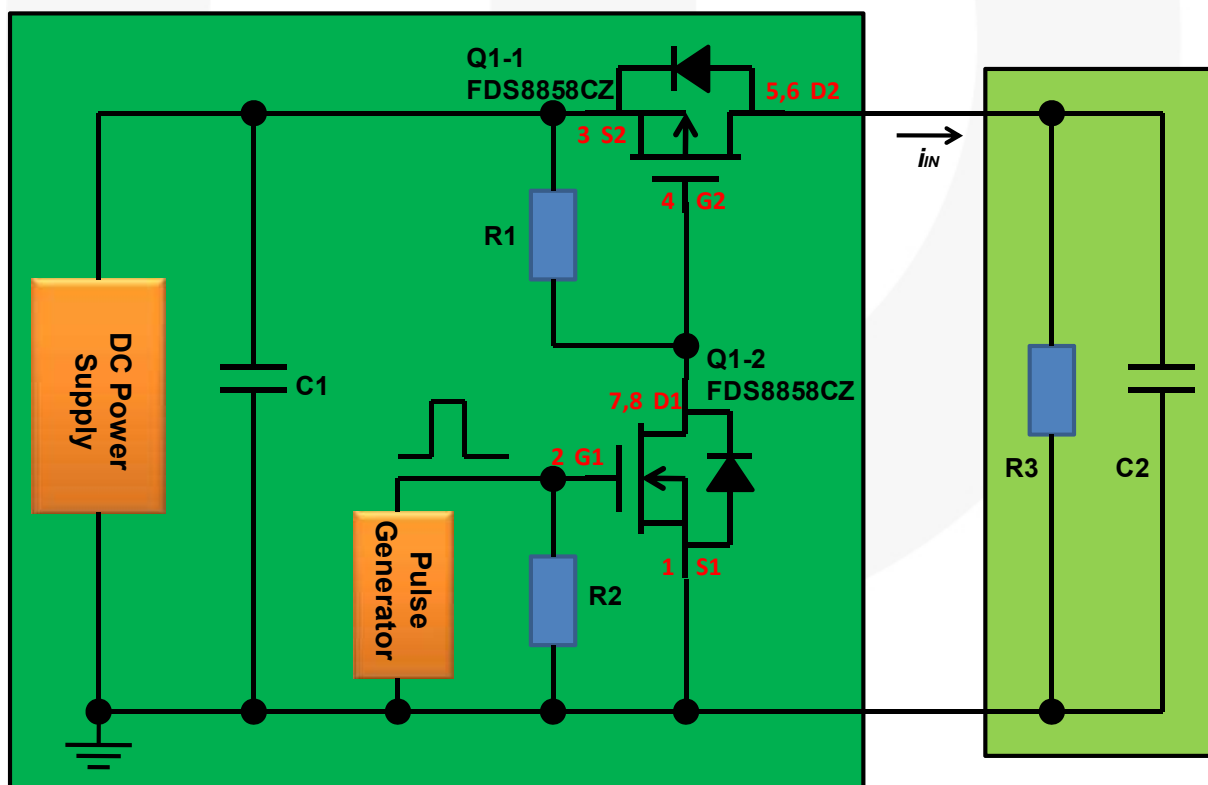 Q1-1
FDS8858CZ
5,6 D2
3 S2
iIN
4 G2
R1
DC Power
Supply
C1
Q1-2
FDS8858CZ
7,8 D1
2 G1
R3
C2
Pulse
Generator
R2
1 S1